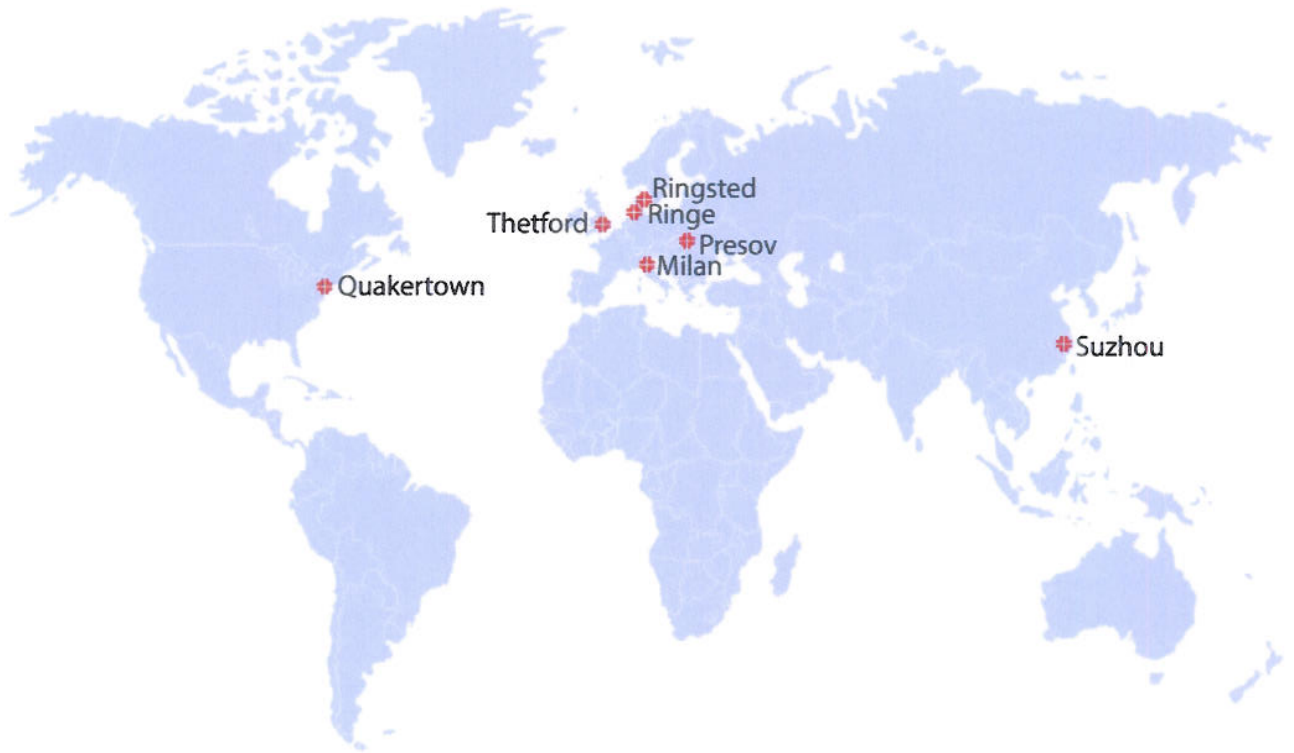 Ringsted
Ringe
Thetford
Presov
Milan
Quakertown
Suzhou